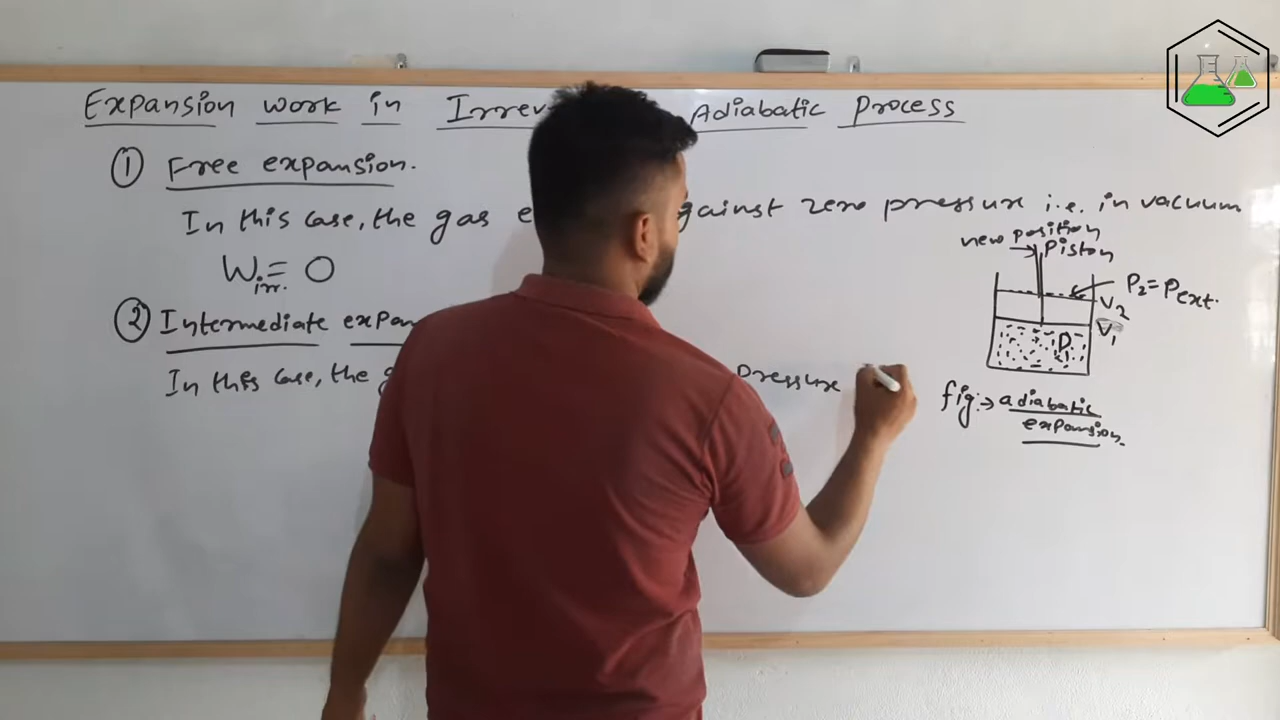 Expansion work in Irrev Adiabatic Process
① Free expansion.
In this case, the gas e gainst zero pressure i.e. in vacuum
new position
Piston
W irr. = 0
P2 = Pext.
V2
V1
P1
② Intermediate expan
In this case, the g Pressure
fig:→ adiabatic
expansion.